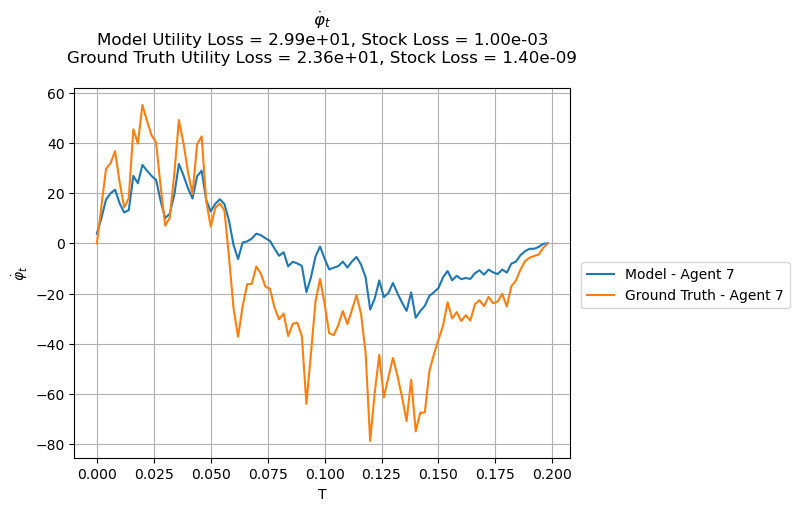 φ̇ₜ
Model Utility Loss = 2.99e+01, Stock Loss = 1.00e-03
Ground Truth Utility Loss = 2.36e+01, Stock Loss = 1.40e-09
60
40
20
0
−20
−40
−60
−80
φ̇ₜ
0.000 0.025 0.050 0.075 0.100 0.125 0.150 0.175 0.200
T
Model - Agent 7
Ground Truth - Agent 7